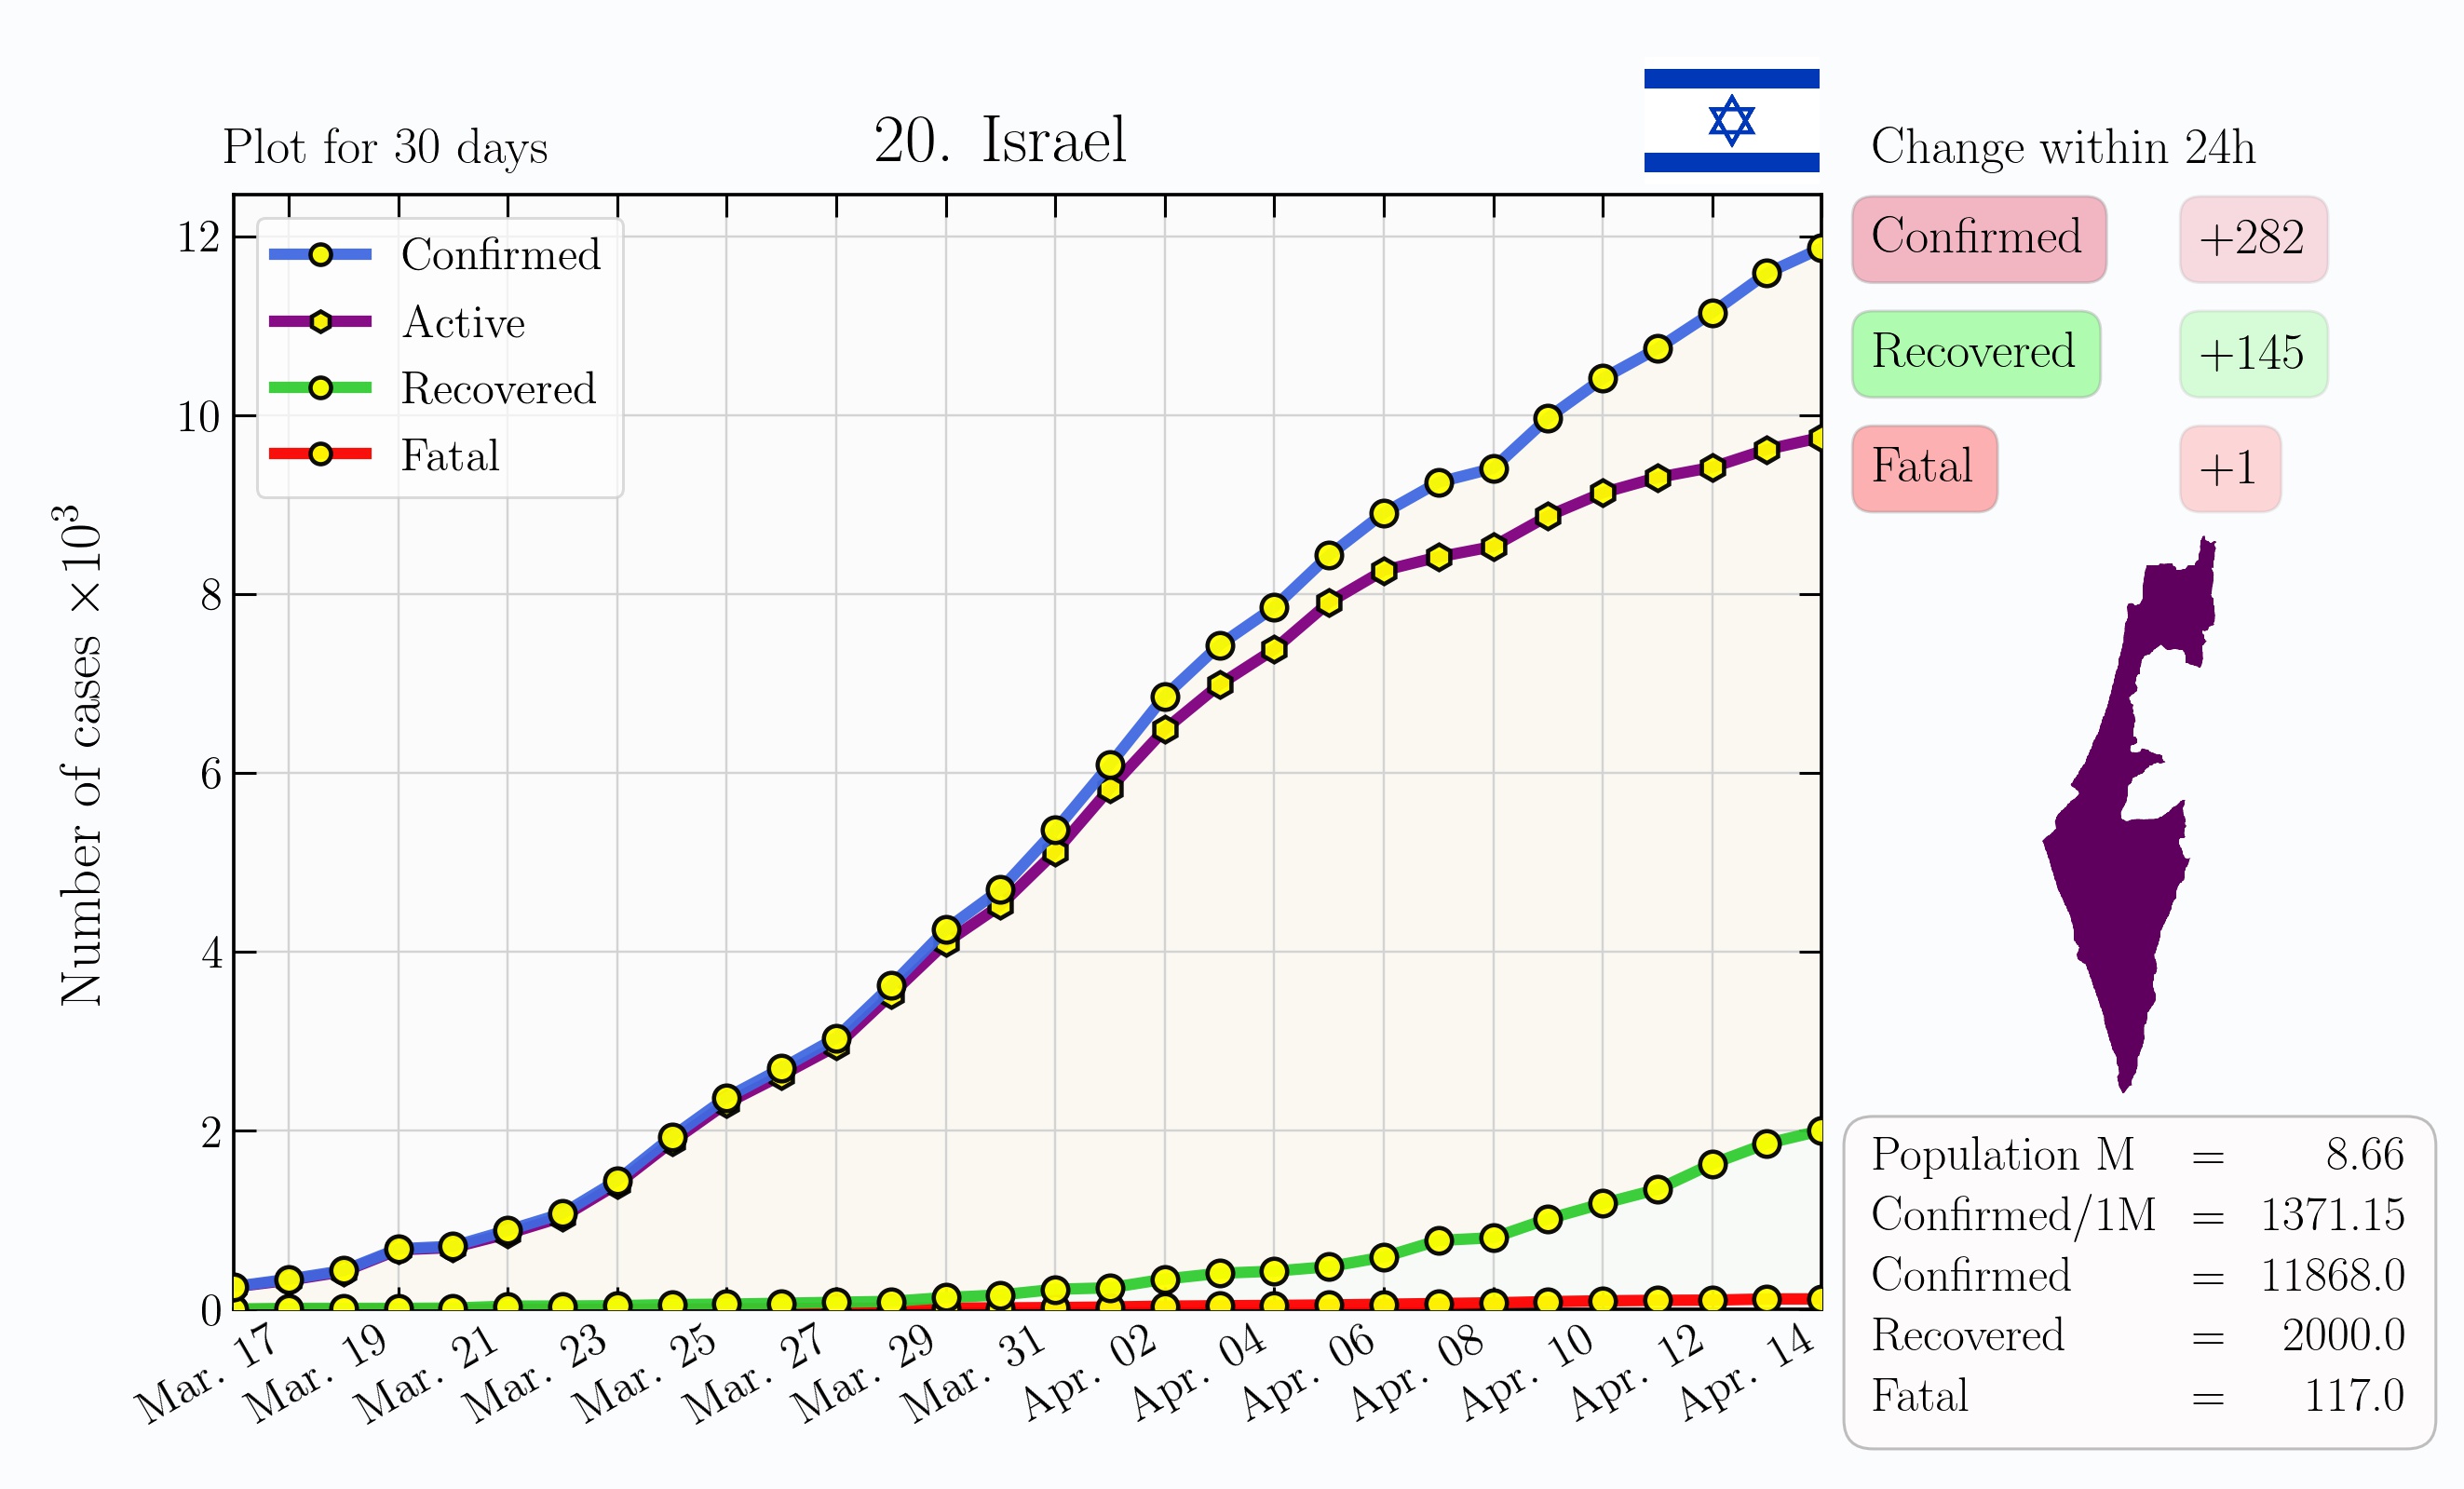 Plot for 30 days
20. Israel
Change within 24h
Confirmed +282
Recovered +145
Fatal +1
Confirmed
Active
Recovered
Fatal
Number of cases ×10³
12
10
8
6
4
2
0
Mar. 17
Mar. 19
Mar. 21
Mar. 23
Mar. 25
Mar. 27
Mar. 29
Mar. 31
Apr. 02
Apr. 04
Apr. 06
Apr. 08
Apr. 10
Apr. 12
Apr. 14
Population M = 8.66
Confirmed/1M = 1371.15
Confirmed = 11868.0
Recovered = 2000.0
Fatal = 117.0